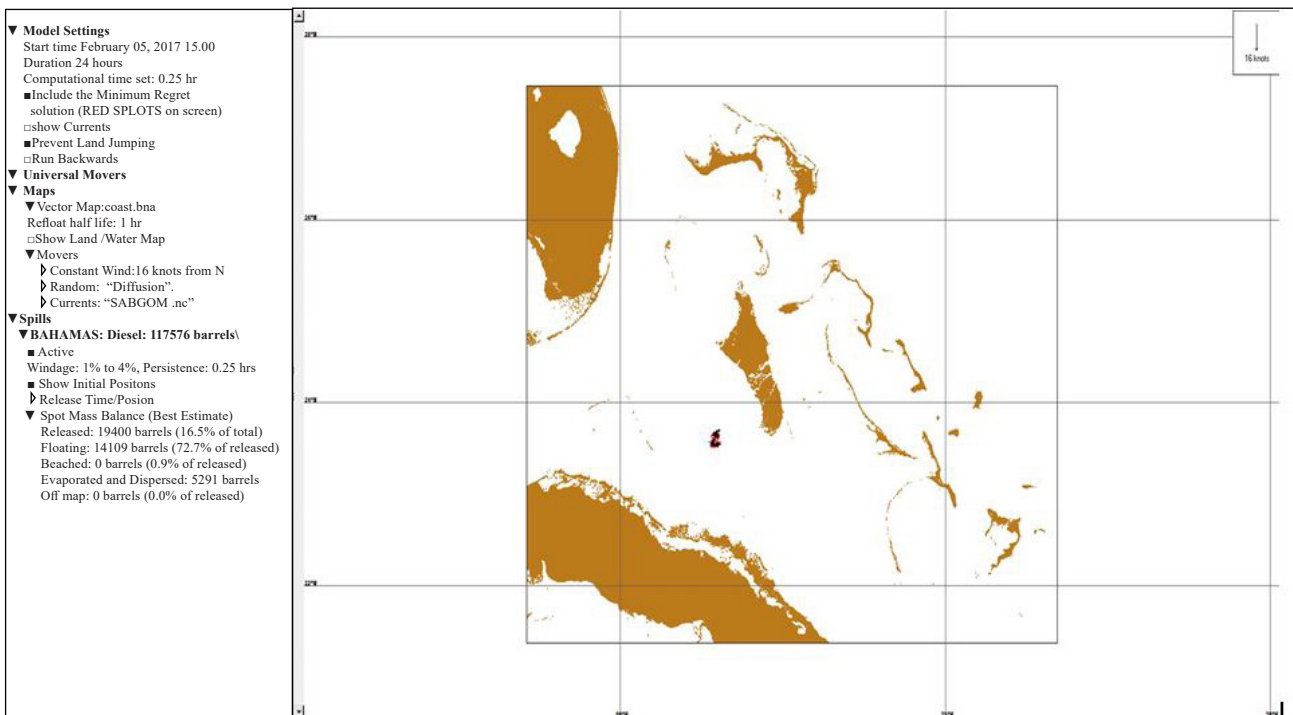 ▼ Model Settings
Start time February 05, 2017 15.00
Duration 24 hours
Computational time set: 0.25 hr
■Include the Minimum Regret
solution (RED SPLOTS on screen)
□show Currents
■Prevent Land Jumping
□Run Backwards
▼ Universal Movers
▼ Maps
▼Vector Map:coast.bna
Refloat half life: 1 hr
□Show Land /Water Map
▼Movers
Constant Wind:16 knots from N
Random: “Diffusion”.
Currents: “SABGOM .nc”
▼Spills
▼BAHAMAS: Diesel: 117576 barrels\
■ Active
Windage: 1% to 4%, Persistence: 0.25 hrs
■ Show Initial Positons
Release Time/Posion
▼ Spot Mass Balance (Best Estimate)
Released: 19400 barrels (16.5% of total)
Floating: 14109 barrels (72.7% of released)
Beached: 0 barrels (0.9% of released)
Evaporated and Dispersed: 5291 barrels
Off map: 0 barrels (0.0% of released)
16 knots